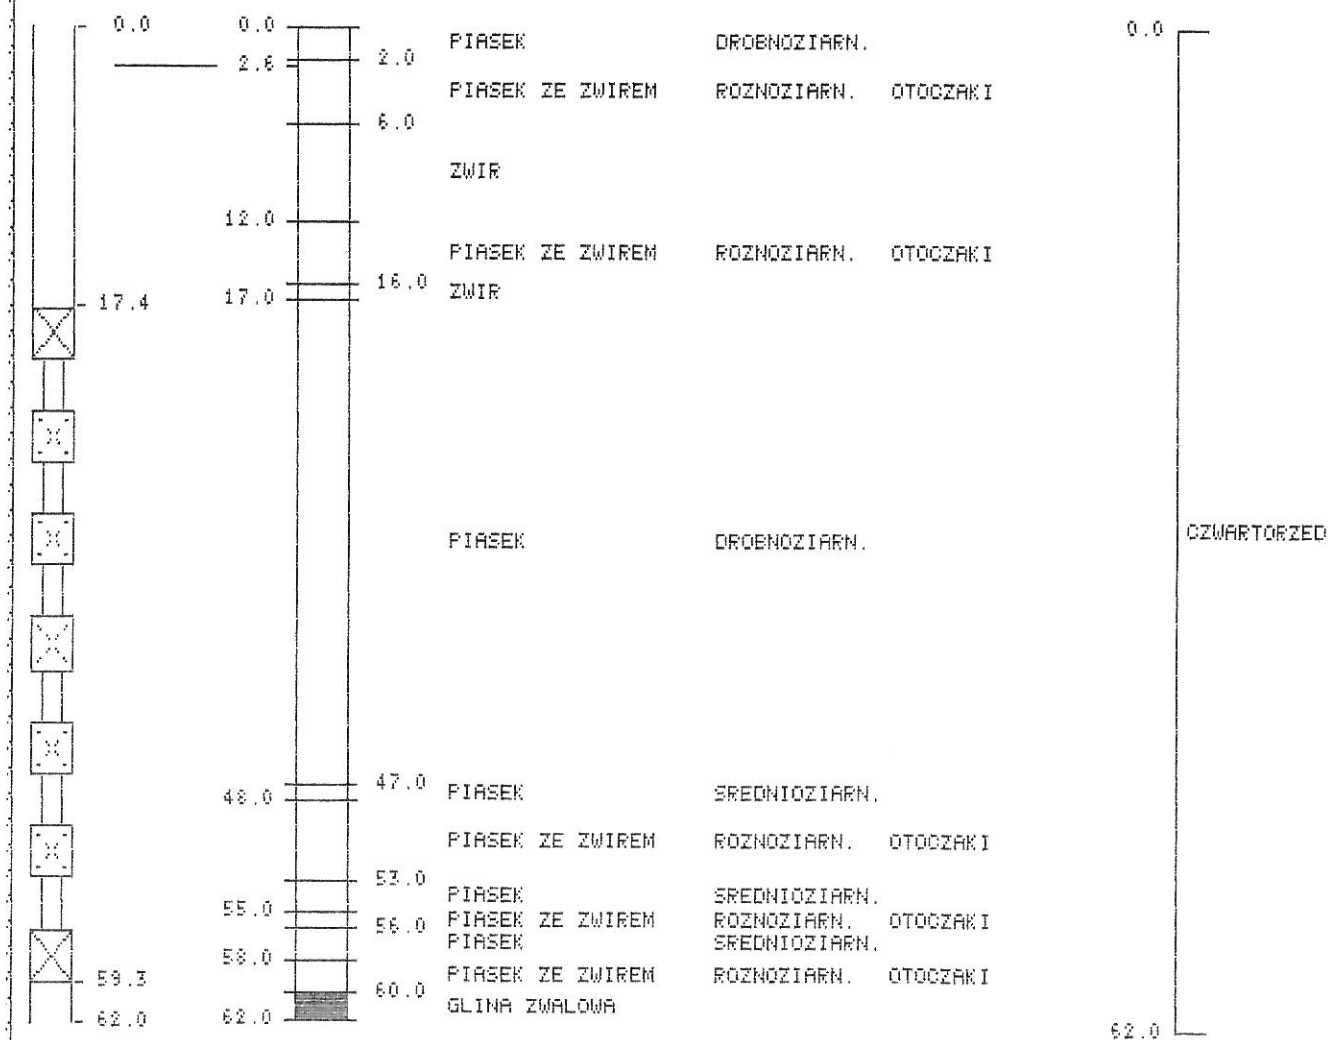 0.0 0.0 0.0
PIASEK DROBNOZIARN.
2.6 2.0
PIASEK ZE ZWIREM ROZNOZIARN. OTOCZAKI
6.0
ZWIR
12.0
PIASEK ZE ZWIREM ROZNOZIARN. OTOCZAKI
16.0
17.4 17.0 ZWIR
PIASEK DROBNOZIARN. CZWARTORZED
47.0
48.0 PIASEK SREDNIOZIARN.
PIASEK ZE ZWIREM ROZNOZIARN. OTOCZAKI
53.0
PIASEK SREDNIOZIARN.
55.0 PIASEK ZE ZWIREM ROZNOZIARN. OTOCZAKI
56.0
PIASEK SREDNIOZIARN.
58.0
59.3 PIASEK ZE ZWIREM ROZNOZIARN. OTOCZAKI
60.0
GLINA ZWALOWA
62.0 62.0 62.0